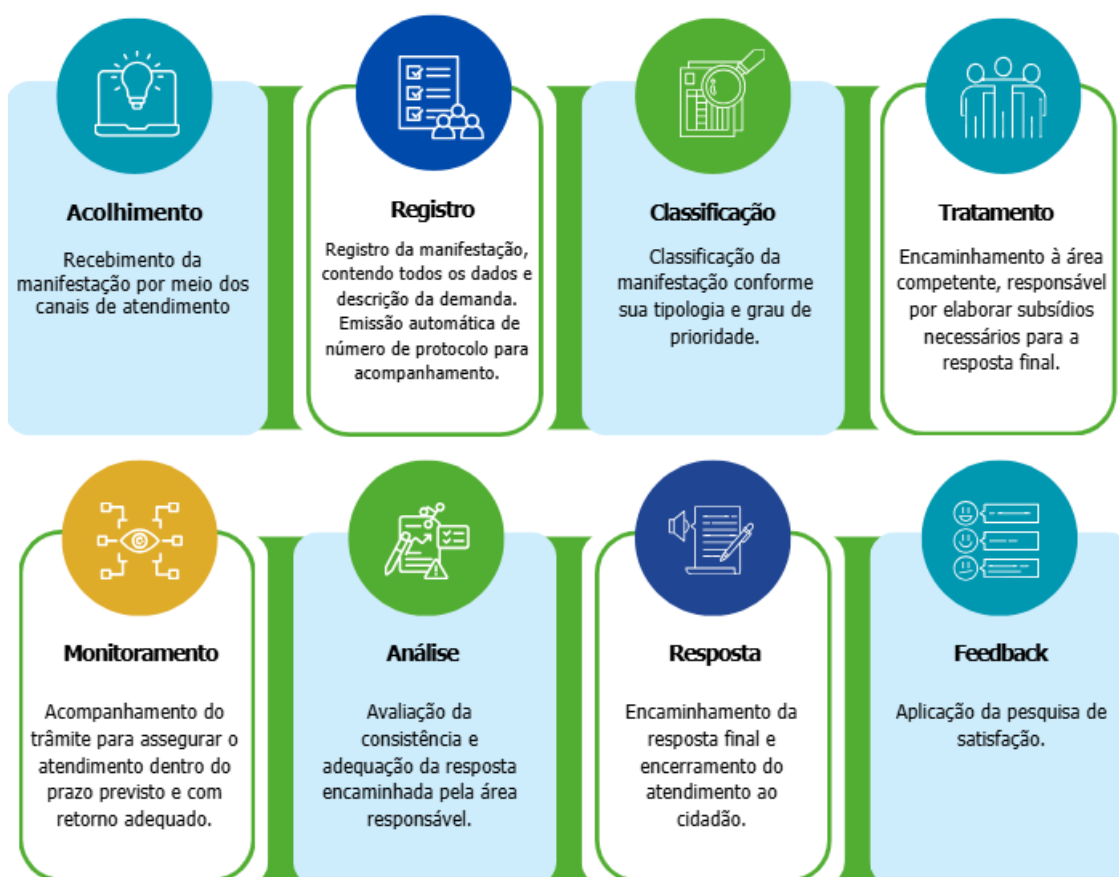 Acolhimento
Recebimento da
manifestação por meio dos
canais de atendimento
Registro
Registro da manifestação,
contendo todos os dados e
descrição da demanda.
Emissão automática de
número de protocolo para
acompanhamento.
Classificação
Classificação da
manifestação conforme
sua tipologia e grau de
prioridade.
Tratamento
Encaminhamento à área
competente, responsável
por elaborar subsídios
necessários para a
resposta final.
Monitoramento
Acompanhamento do
trâmite para assegurar o
atendimento dentro do
prazo previsto e com
retorno adequado.
Análise
Avaliação da
consistência e
adequação da resposta
encaminhada pela área
responsável.
Resposta
Encaminhamento da
resposta final e
encerramento do
atendimento ao
cidadão.
Feedback
Aplicação da pesquisa de
satisfação.